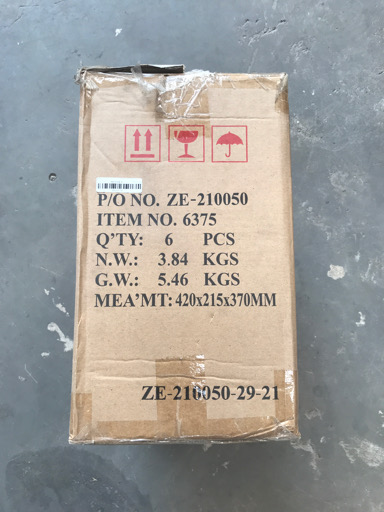 P/O NO. ZE-210050
ITEM NO. 6375
Q'TY: 6 PCS
N.W.: 3.84 KGS
G.W.: 5.46 KGS
MEA'MT: 420x215x370MM
ZE-210050-29-21